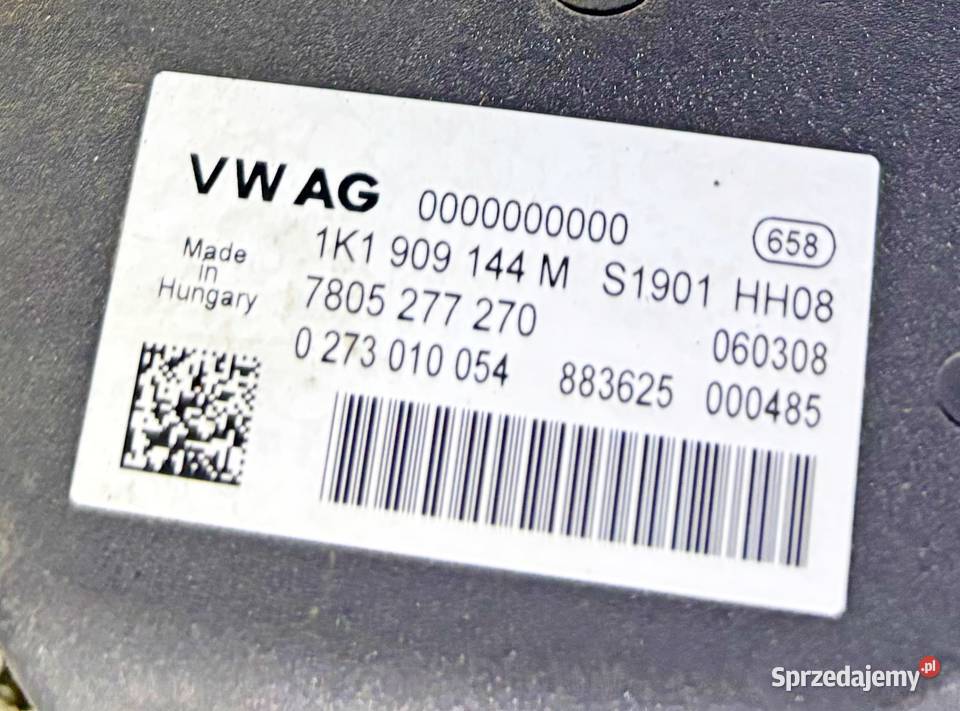 VW AG 0000000000 658
Made in Hungary
1K1 909 144 M S1901 HH08
7805 277 270 060308
0 273 010 054 883625 000485
Sprzedajemy.pl